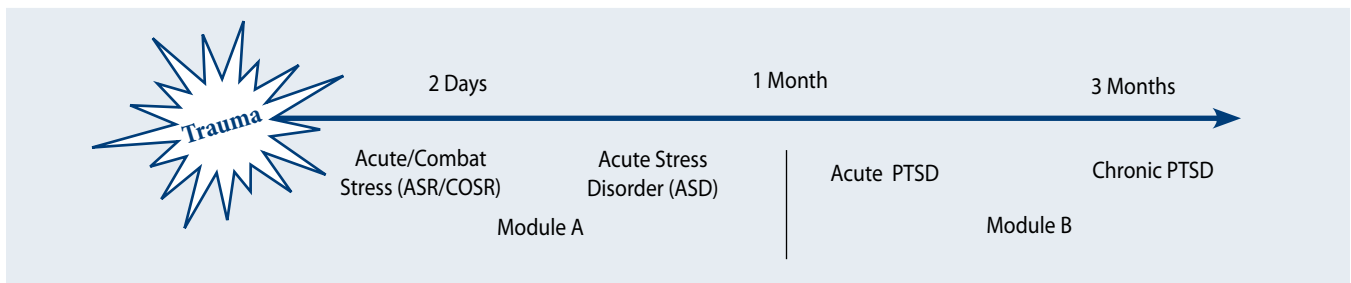 2 Days
1 Month
3 Months
Trauma
Acute/Combat
Stress (ASR/COSR)
Acute Stress
Disorder (ASD)
Acute PTSD
Chronic PTSD
Module A
Module B